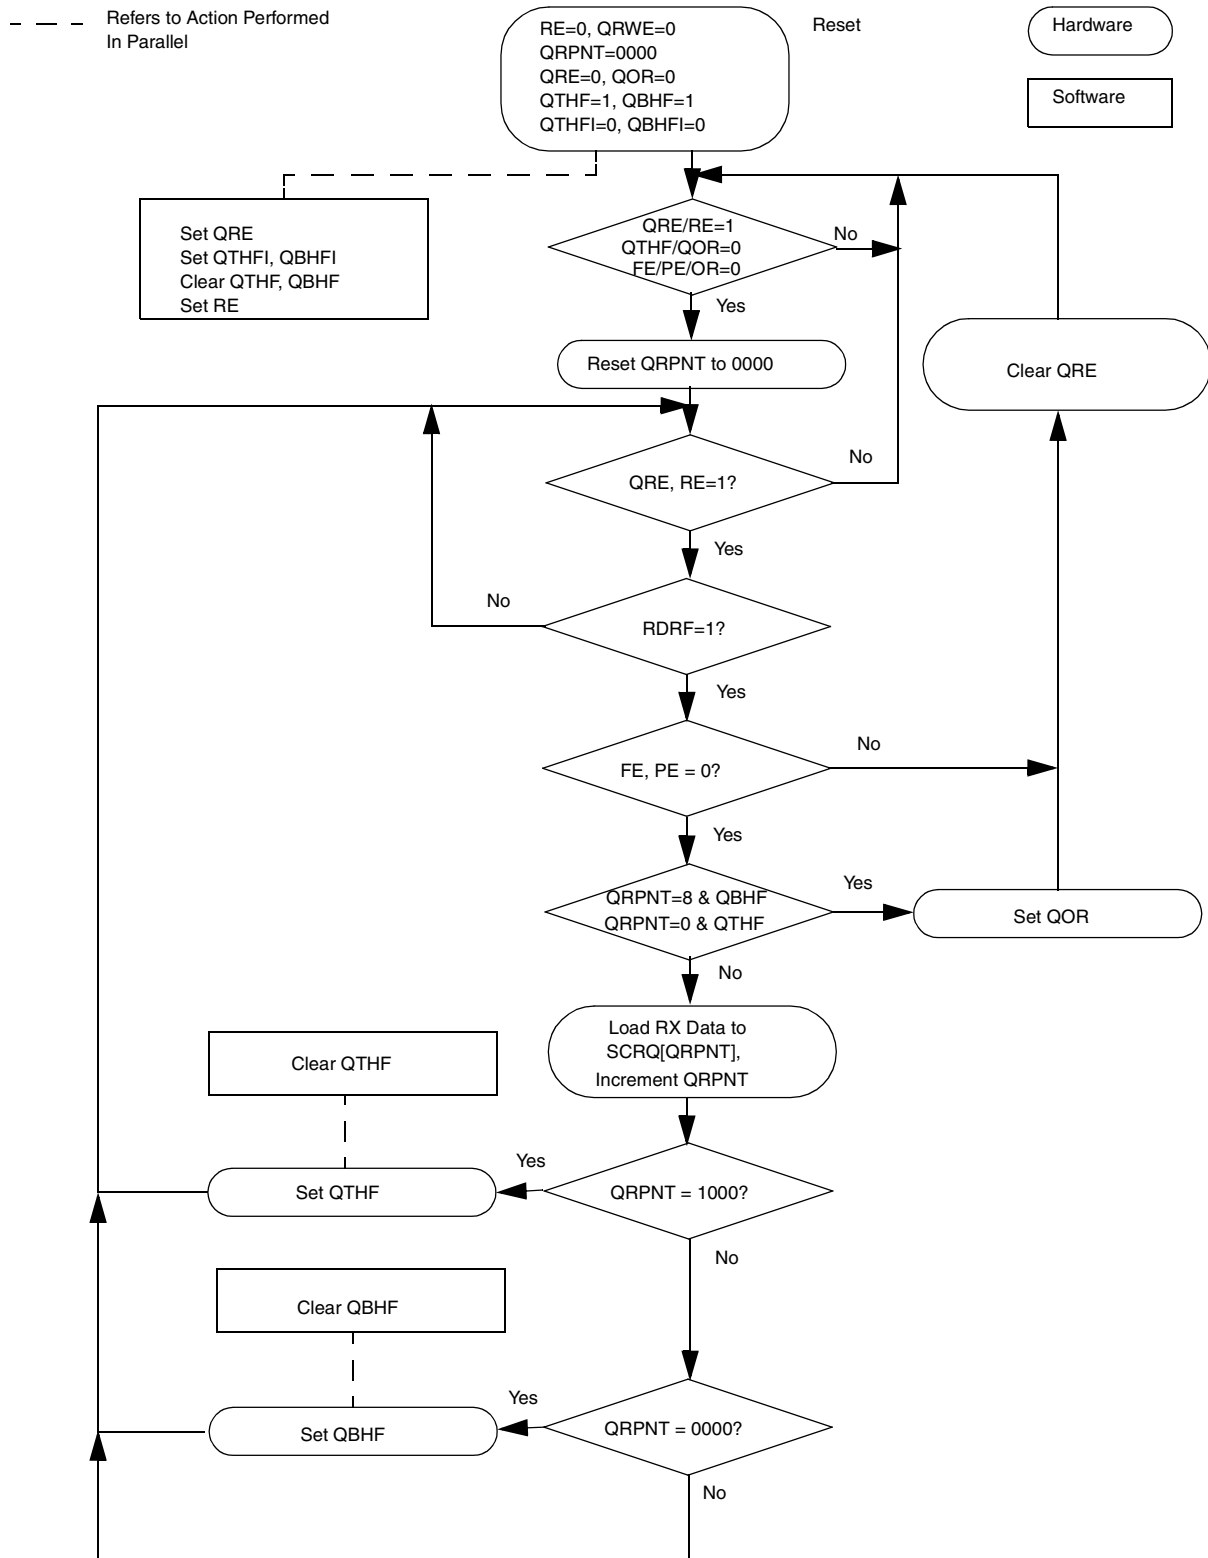 Refers to Action Performed
In Parallel
RE=0, QRWE=0
QRPNT=0000
QRE=0, QOR=0
QTHF=1, QBHF=1
QTHFI=0, QBHFI=0
Reset
Hardware
Software
Set QRE
Set QTHFI, QBHFI
Clear QTHF, QBHF
Set RE
QRE/RE=1
QTHF/QOR=0
FE/PE/OR=0
No
Yes
Reset QRPNT to 0000
Clear QRE
QRE, RE=1?
No
Yes
RDRF=1?
No
Yes
FE, PE = 0?
No
Yes
QRPNT=8 & QBHF
QRPNT=0 & QTHF
Yes
Set QOR
No
Load RX Data to
SCRQ[QRPNT],
Increment QRPNT
Clear QTHF
Set QTHF
Yes
QRPNT = 1000?
No
Clear QBHF
Set QBHF
Yes
QRPNT = 0000?
No